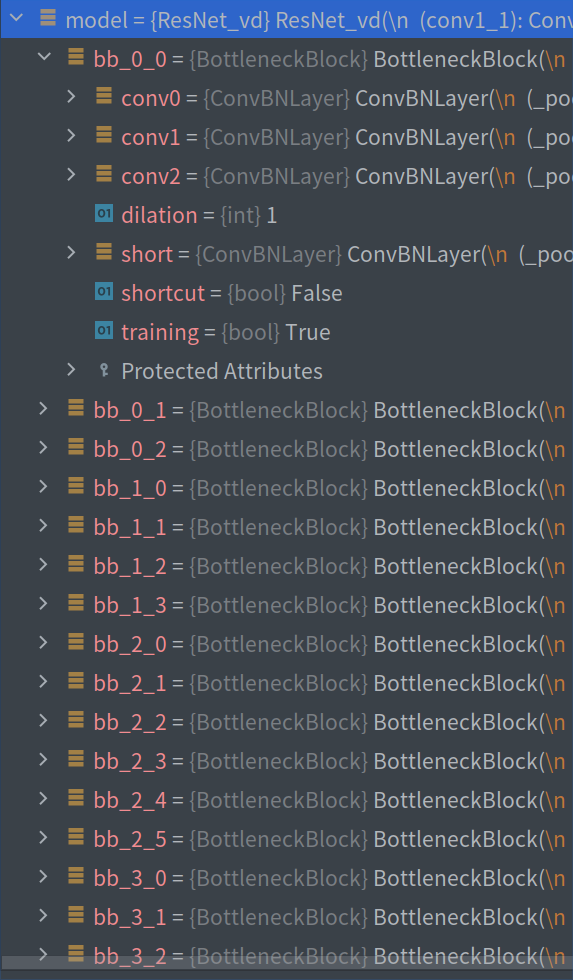 model = {ResNet_vd} ResNet_vd(\n (conv1_1): Conv
bb_0_0 = {BottleneckBlock} BottleneckBlock(\n
conv0 = {ConvBNLayer} ConvBNLayer(\n (_poo
conv1 = {ConvBNLayer} ConvBNLayer(\n (_poo
conv2 = {ConvBNLayer} ConvBNLayer(\n (_poo
01 dilation = {int} 1
short = {ConvBNLayer} ConvBNLayer(\n (_poo
01 shortcut = {bool} False
01 training = {bool} True
Protected Attributes
bb_0_1 = {BottleneckBlock} BottleneckBlock(\n
bb_0_2 = {BottleneckBlock} BottleneckBlock(\n
bb_1_0 = {BottleneckBlock} BottleneckBlock(\n
bb_1_1 = {BottleneckBlock} BottleneckBlock(\n
bb_1_2 = {BottleneckBlock} BottleneckBlock(\n
bb_1_3 = {BottleneckBlock} BottleneckBlock(\n
bb_2_0 = {BottleneckBlock} BottleneckBlock(\n
bb_2_1 = {BottleneckBlock} BottleneckBlock(\n
bb_2_2 = {BottleneckBlock} BottleneckBlock(\n
bb_2_3 = {BottleneckBlock} BottleneckBlock(\n
bb_2_4 = {BottleneckBlock} BottleneckBlock(\n
bb_2_5 = {BottleneckBlock} BottleneckBlock(\n
bb_3_0 = {BottleneckBlock} BottleneckBlock(\n
bb_3_1 = {BottleneckBlock} BottleneckBlock(\n
bb_3_2 = {BottleneckBlock} BottleneckBlock(\n